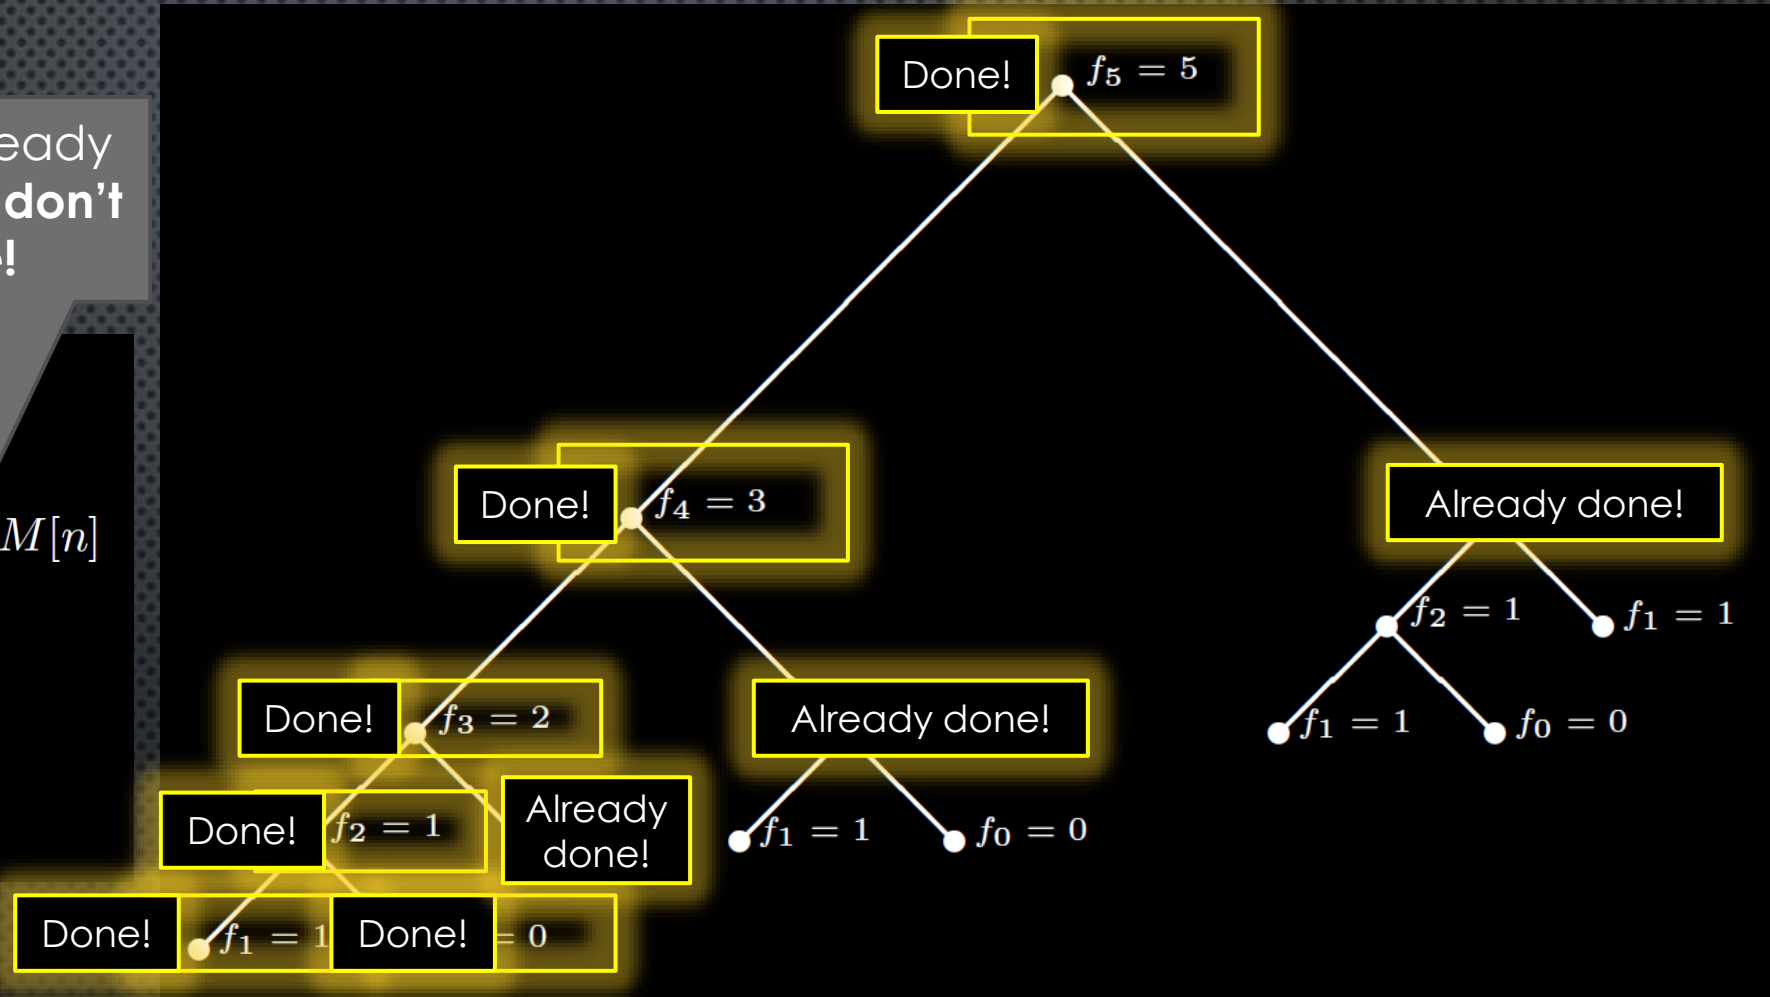 Done!
f₅ = 5
don't
M[n]
Done!
f₄ = 3
Already done!
f₂ = 1
f₁ = 1
Done!
f₃ = 2
Already done!
f₁ = 1
f₀ = 0
Done!
f₂ = 1
Already
done!
f₁ = 1
f₀ = 0
Done!
f₁ = 1
Done!
= 0